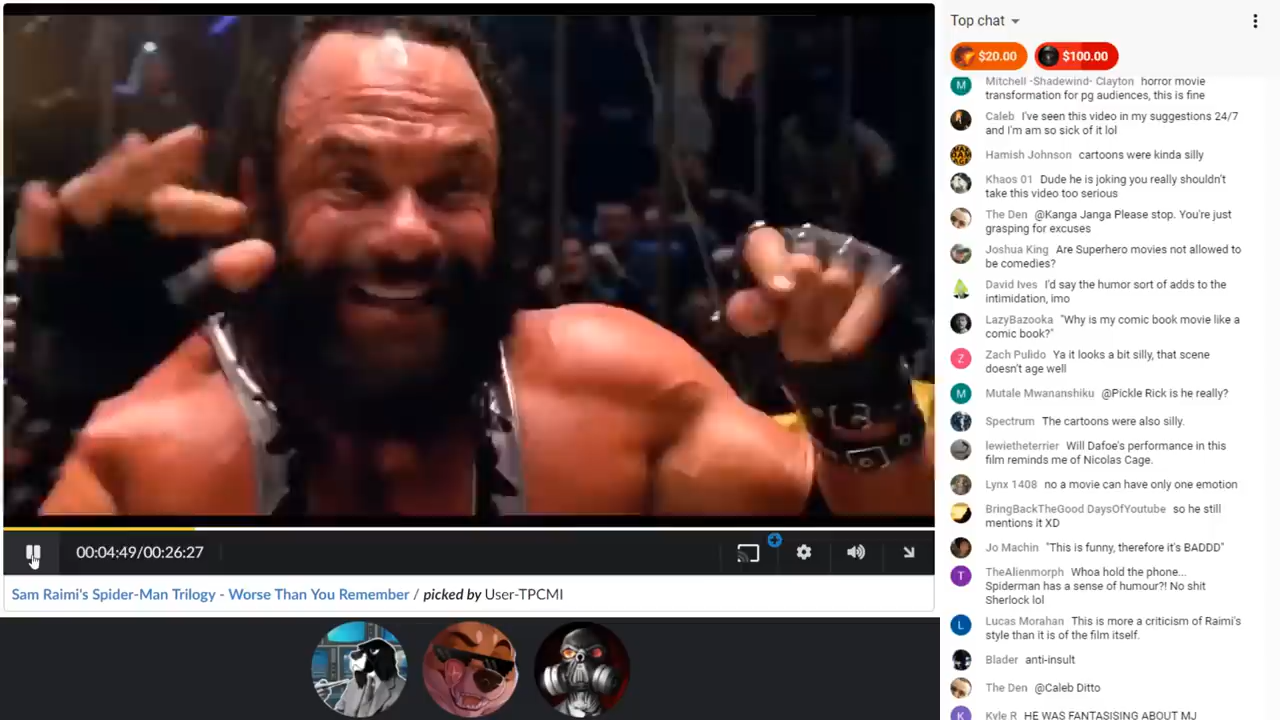 Top chat
$20.00
$100.00
Mitchell -Shadewind- Clayton horror movie
transformation for pg audiences, this is fine
Caleb I've seen this video in my suggestions 24/7
and I'm am so sick of it lol
Hamish Johnson cartoons were kinda silly
Khaos 01 Dude he is joking you really shouldn't
take this video too serious
The Den @Kanga Janga Please stop. You're just
grasping for excuses
Joshua King Are Superhero movies not allowed to
be comedies?
David Ives I'd say the humor sort of adds to the
intimidation, imo
LazyBazooka "Why is my comic book movie like a
comic book?"
Z
Zach Pulido Ya it looks a bit silly, that scene
doesn't age well
M
Mutale Mwananshiku @Pickle Rick is he really?
Spectrum The cartoons were also silly.
lewietheterrier Will Dafoe's performance in this
film reminds me of Nicolas Cage.
Lynx 1408 no a movie can have only one emotion
BringBackTheGood DaysOfYoutube so he still
mentions it XD
Jo Machin "This is funny, therefore it's BADDD"
T
TheAlienmorph Whoa hold the phone...
Spiderman has a sense of humour?! No shit
Sherlock lol
L
Lucas Morahan This is more a criticism of Raimi's
style than it is of the film itself.
Blader anti-insult
The Den @Caleb Ditto
K
Kyle R HE WAS FANTASISING ABOUT MJ
00:04:49/00:26:27
Sam Raimi's Spider-Man Trilogy - Worse Than You Remember / picked by User-TPCMI